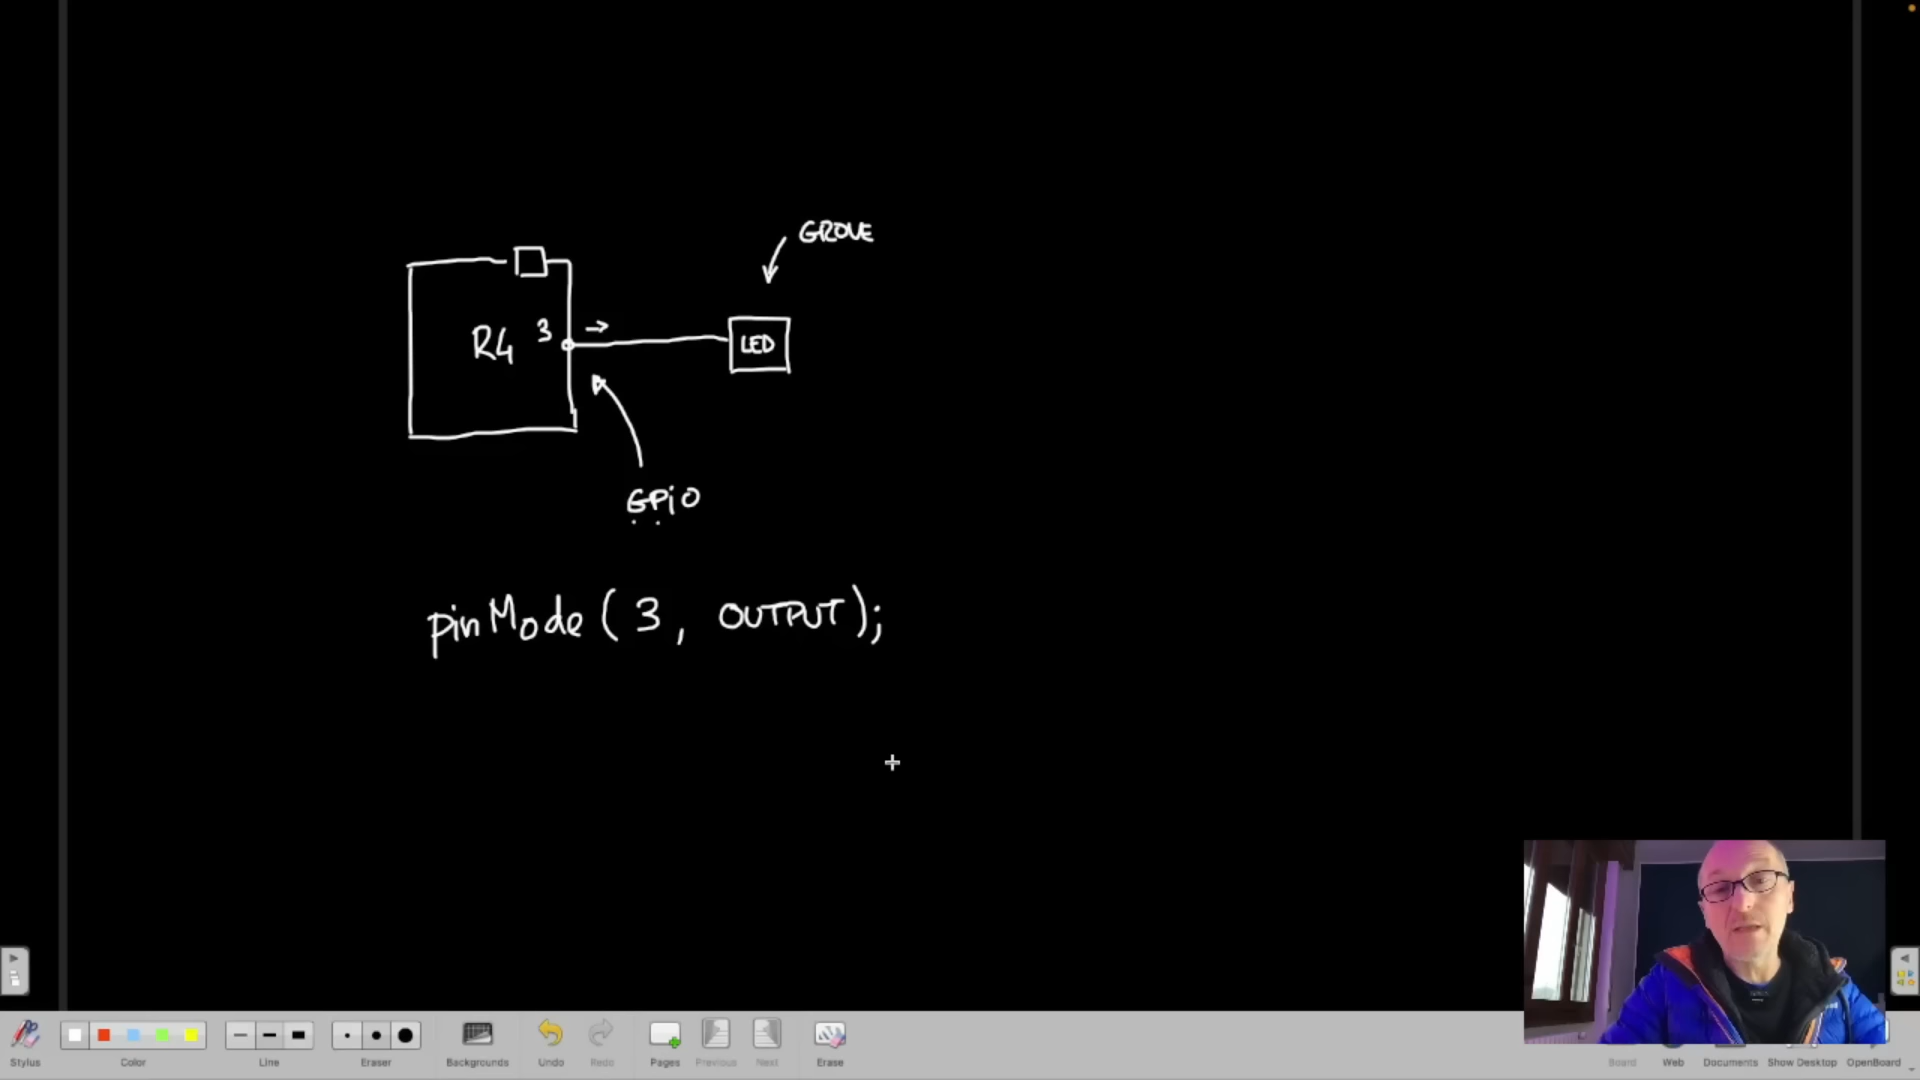 GROVE
R4 3
LED
GPiO
pinMode ( 3 , OUTPUT);
Stylus
Color
Line
Eraser
Backgrounds
Undo
Redo
Pages
Previous
Next
Erase
Board
Web
Documents
Show Desktop
OpenBoard